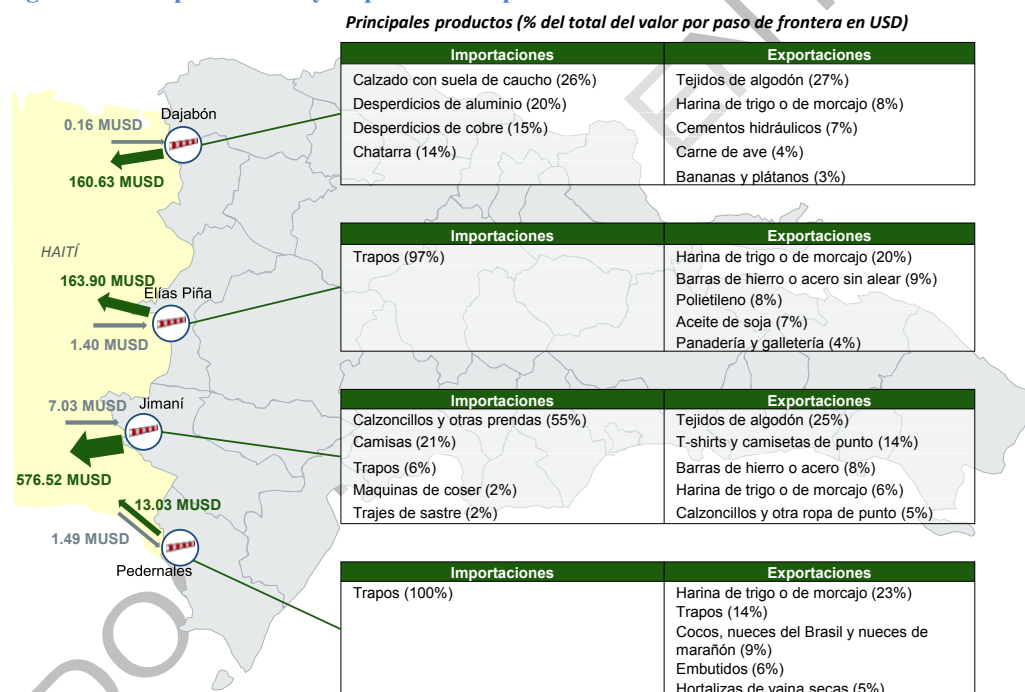 Principales productos (% del total del valor por paso de frontera en USD)
Importaciones
Exportaciones
Calzado con suela de caucho (26%)
Desperdicios de aluminio (20%)
Desperdicios de cobre (15%)
Chatarra (14%)
Tejidos de algodón (27%)
Harina de trigo o de morcajo (8%)
Cementos hidráulicos (7%)
Carne de ave (4%)
Bananas y plátanos (3%)
Dajabón
0.16 MUSD
160.63 MUSD
HAITÍ
Importaciones
Exportaciones
Trapos (97%)
Harina de trigo o de morcajo (20%)
Barras de hierro o acero sin alear (9%)
Polietileno (8%)
Aceite de soja (7%)
Panadería y galletería (4%)
163.90 MUSD
Elías Piña
1.40 MUSD
Importaciones
Exportaciones
Calzoncillos y otras prendas (55%)
Camisas (21%)
Trapos (6%)
Maquinas de coser (2%)
Trajes de sastre (2%)
Tejidos de algodón (25%)
T-shirts y camisetas de punto (14%)
Barras de hierro o acero (8%)
Harina de trigo o de morcajo (6%)
Calzoncillos y otra ropa de punto (5%)
7.03 MUSD
Jimaní
576.52 MUSD
13.03 MUSD
1.49 MUSD
Pedernales
Importaciones
Exportaciones
Trapos (100%)
Harina de trigo o de morcajo (23%)
Trapos (14%)
Cocos, nueces del Brasil y nueces de
marañón (9%)
Embutidos (6%)
Hortalizas de vaina secas (5%)